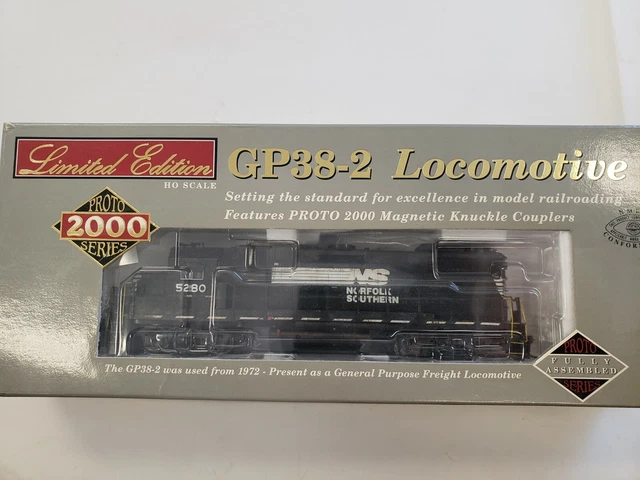 Limited Edition
HO SCALE
GP38-2 Locomotive
Setting the standard for excellence in model railroading
Features PROTO 2000 Magnetic Knuckle Couplers
PROTO
2000
SERIES
5280
NS
NORFOLK
SOUTHERN
The GP38-2 was used from 1972 - Present as a General Purpose Freight Locomotive
PROTO
FULLY
ASSEMBLED
SERIES